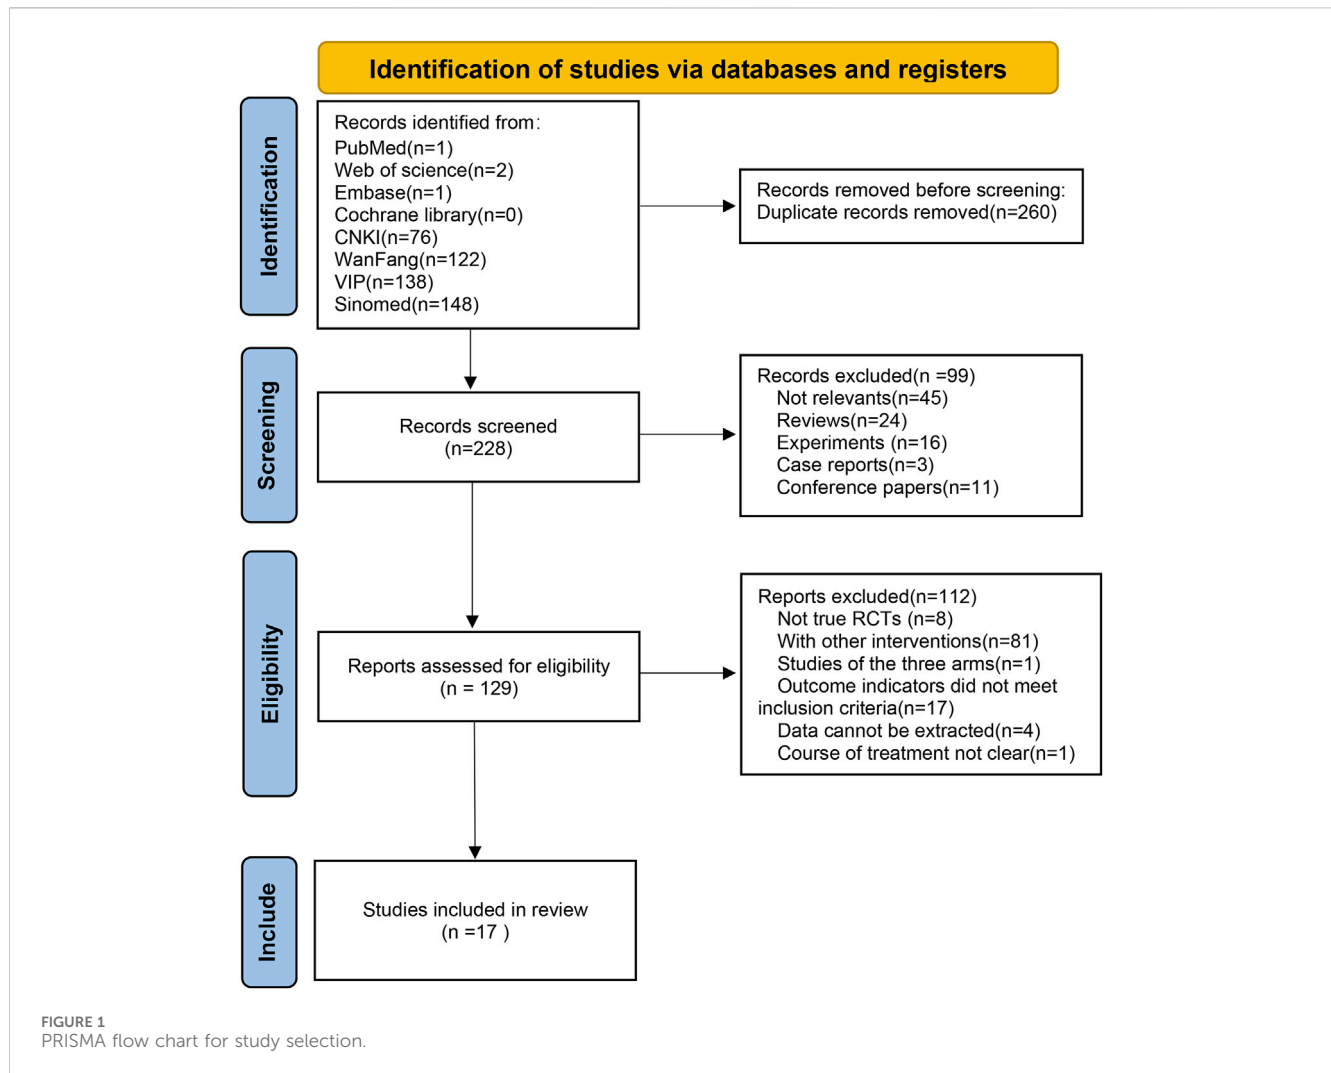 Identification of studies via databases and registers
Identification
Records identified from:
PubMed(n=1)
Web of science(n=2)
Embase(n=1)
Cochrane library(n=0)
CNKI(n=76)
WanFang(n=122)
VIP(n=138)
Sinomed(n=148)
Records removed before screening:
Duplicate records removed(n=260)
Screening
Records screened
(n=228)
Records excluded(n =99)
Not relevants(n=45)
Reviews(n=24)
Experiments (n=16)
Case reports(n=3)
Conference papers(n=11)
Eligibility
Reports assessed for eligibility
(n = 129)
Reports excluded(n=112)
Not true RCTs (n=8)
With other interventions(n=81)
Studies of the three arms(n=1)
Outcome indicators did not meet
inclusion criteria(n=17)
Data cannot be extracted(n=4)
Course of treatment not clear(n=1)
Include
Studies included in review
(n =17 )
FIGURE 1
PRISMA flow chart for study selection.